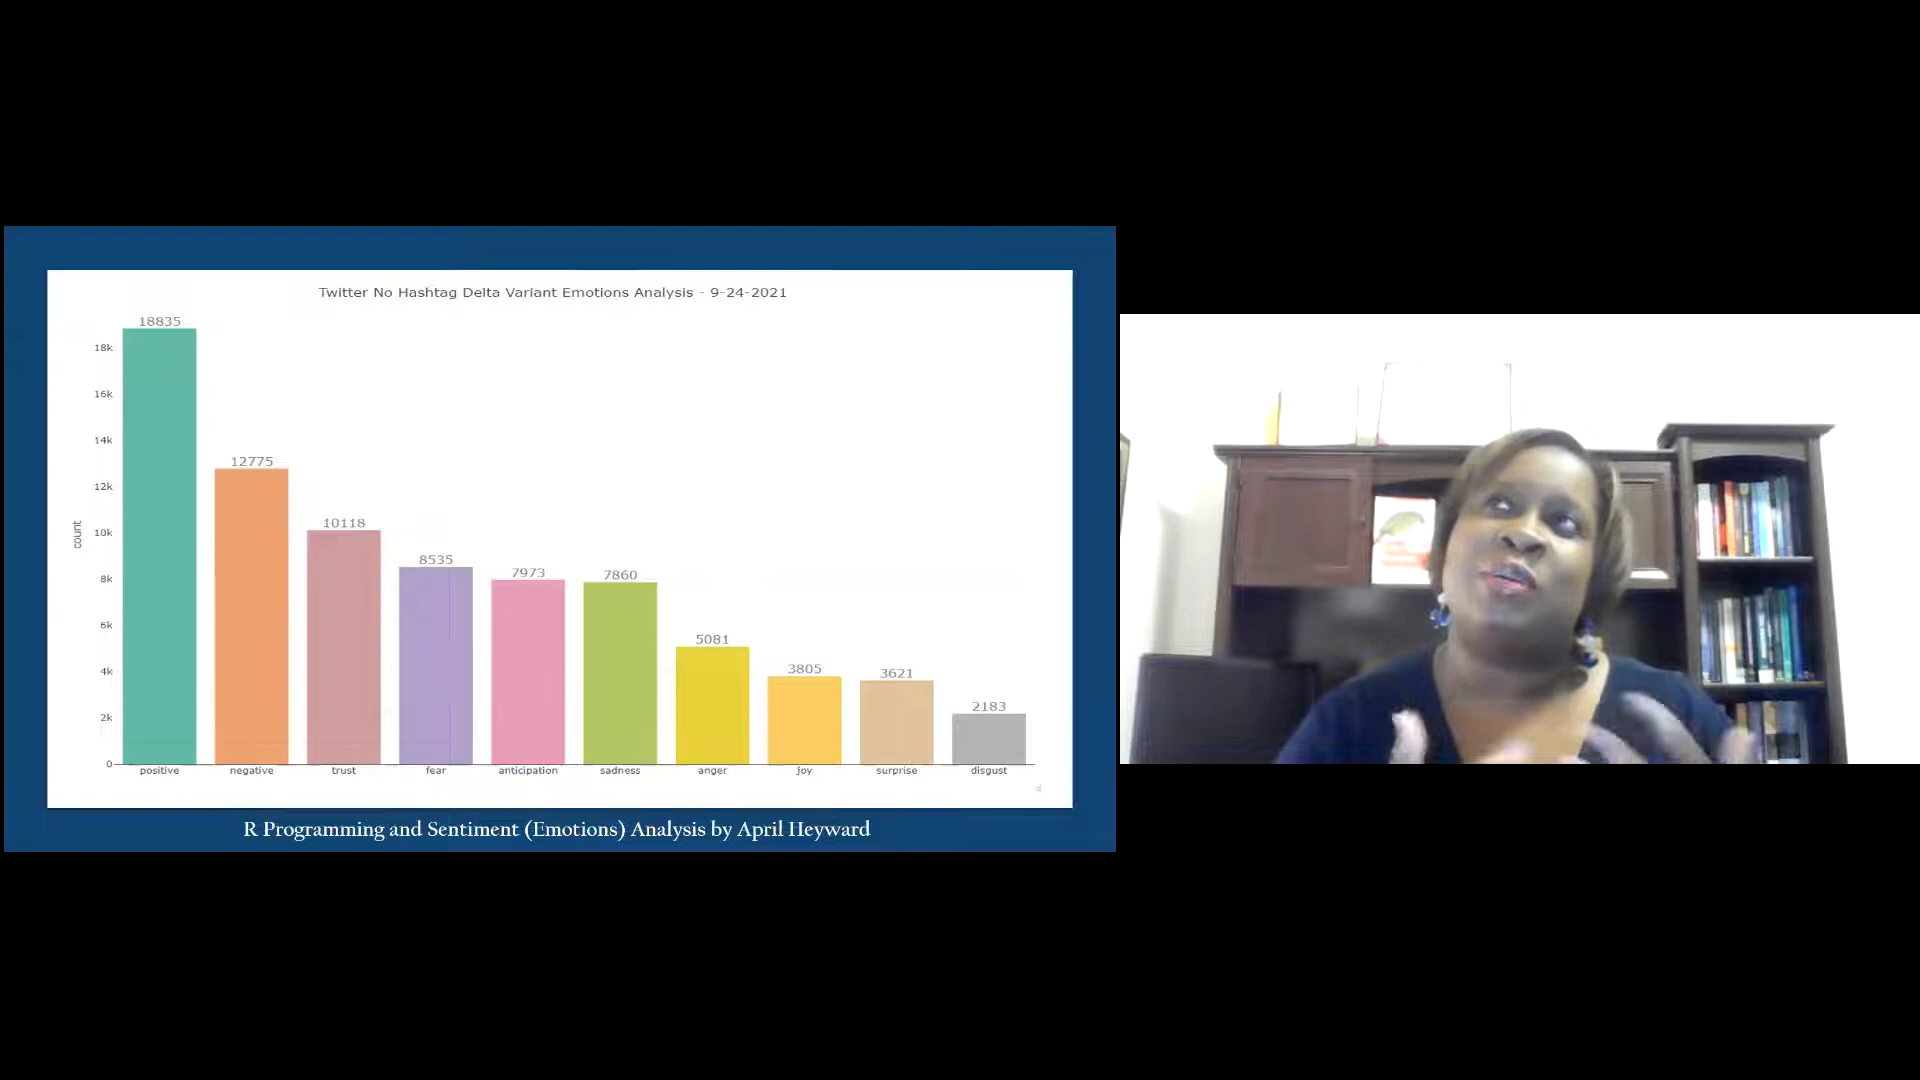 Twitter No Hashtag Delta Variant Emotions Analysis - 9-24-2021
18835
18k
16k
14k
12775
12k
10118
10k
count
8535
7973
7860
8k
6k
5081
4k
3805
3621
2k
2183
0
positive negative trust fear anticipation sadness anger joy surprise disgust
R Programming and Sentiment (Emotions) Analysis by April Heyward